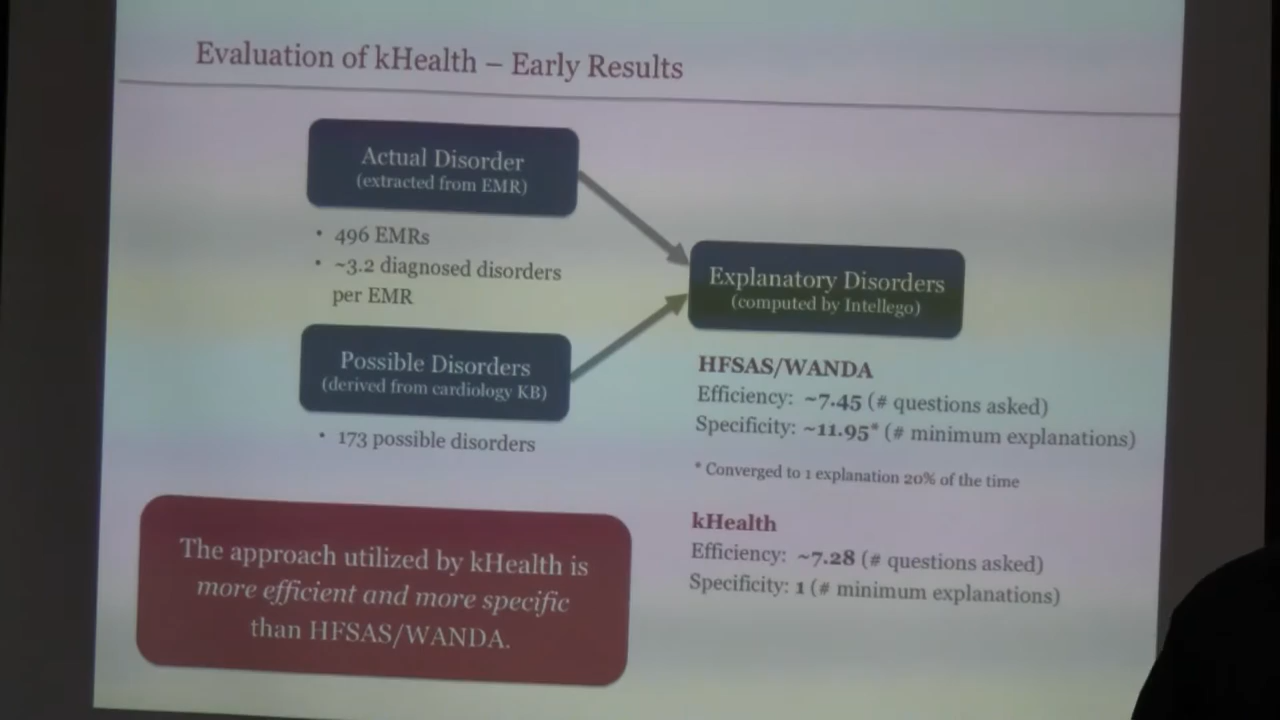 Evaluation of kHealth – Early Results
Actual Disorder
(extracted from EMR)
• 496 EMRs
• ~3.2 diagnosed disorders
per EMR
Possible Disorders
(derived from cardiology KB)
• 173 possible disorders
Explanatory Disorders
(computed by Intellego)
HFSAS/WANDA
Efficiency: ~7.45 (# questions asked)
Specificity: ~11.95* (# minimum explanations)
* Converged to 1 explanation 20% of the time
kHealth
Efficiency: ~7.28 (# questions asked)
Specificity: 1 (# minimum explanations)
The approach utilized by kHealth is
more efficient and more specific
than HFSAS/WANDA.